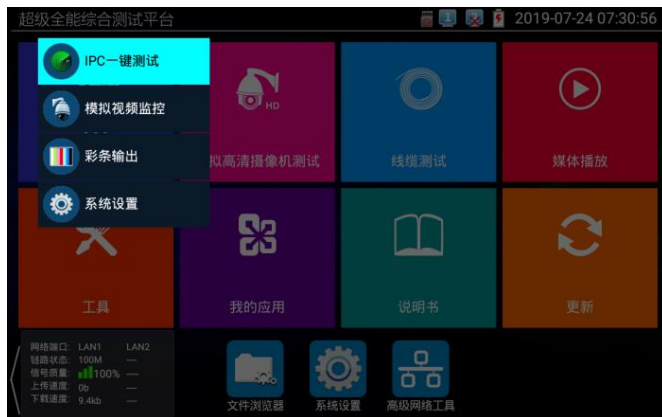 超级全能综合测试平台
2019-07-24 07:30:56
IPC一键测试
模拟视频监控
彩条输出
系统设置
HD
拟高清摄像机测试
线缆测试
媒体播放
工具
我的应用
说明书
更新
网络端口: LAN1 LAN2
链路状态: 100M —
信号质量: 100% —
上传速度: 0b —
下载速度: 9.4kb —
文件浏览器
系统设置
高级网络工具